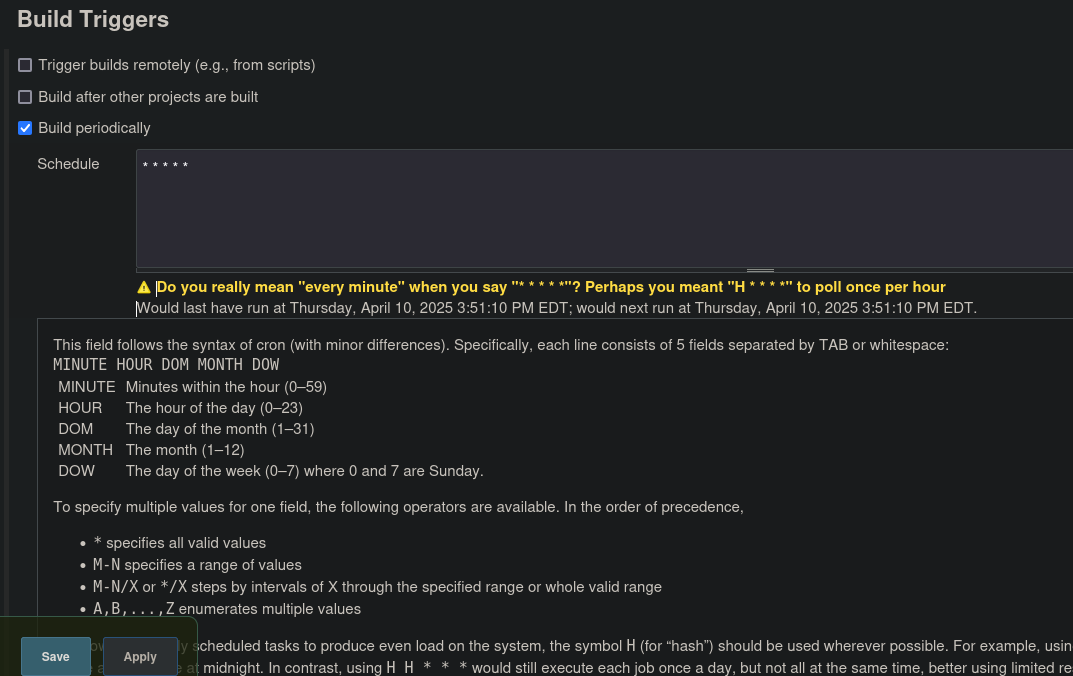 Build Triggers
Trigger builds remotely (e.g., from scripts)
Build after other projects are built
Build periodically
Schedule
* * * * *
Do you really mean "every minute" when you say "* * * * *"? Perhaps you meant "H * * * *" to poll once per hour
Would last have run at Thursday, April 10, 2025 3:51:10 PM EDT; would next run at Thursday, April 10, 2025 3:51:10 PM EDT.
This field follows the syntax of cron (with minor differences). Specifically, each line consists of 5 fields separated by TAB or whitespace:
MINUTE HOUR DOM MONTH DOW
MINUTE Minutes within the hour (0–59)
HOUR The hour of the day (0–23)
DOM The day of the month (1–31)
MONTH The month (1–12)
DOW The day of the week (0–7) where 0 and 7 are Sunday.
To specify multiple values for one field, the following operators are available. In the order of precedence,
• * specifies all valid values
• M-N specifies a range of values
• M-N/X or */X steps by intervals of X through the specified range or whole valid range
• A,B,...,Z enumerates multiple values
scheduled tasks to produce even load on the system, the symbol H (for “hash”) should be used wherever possible. For example, usin
at midnight. In contrast, using H H * * * would still execute each job once a day, but not all at the same time, better using limited re
Save
Apply